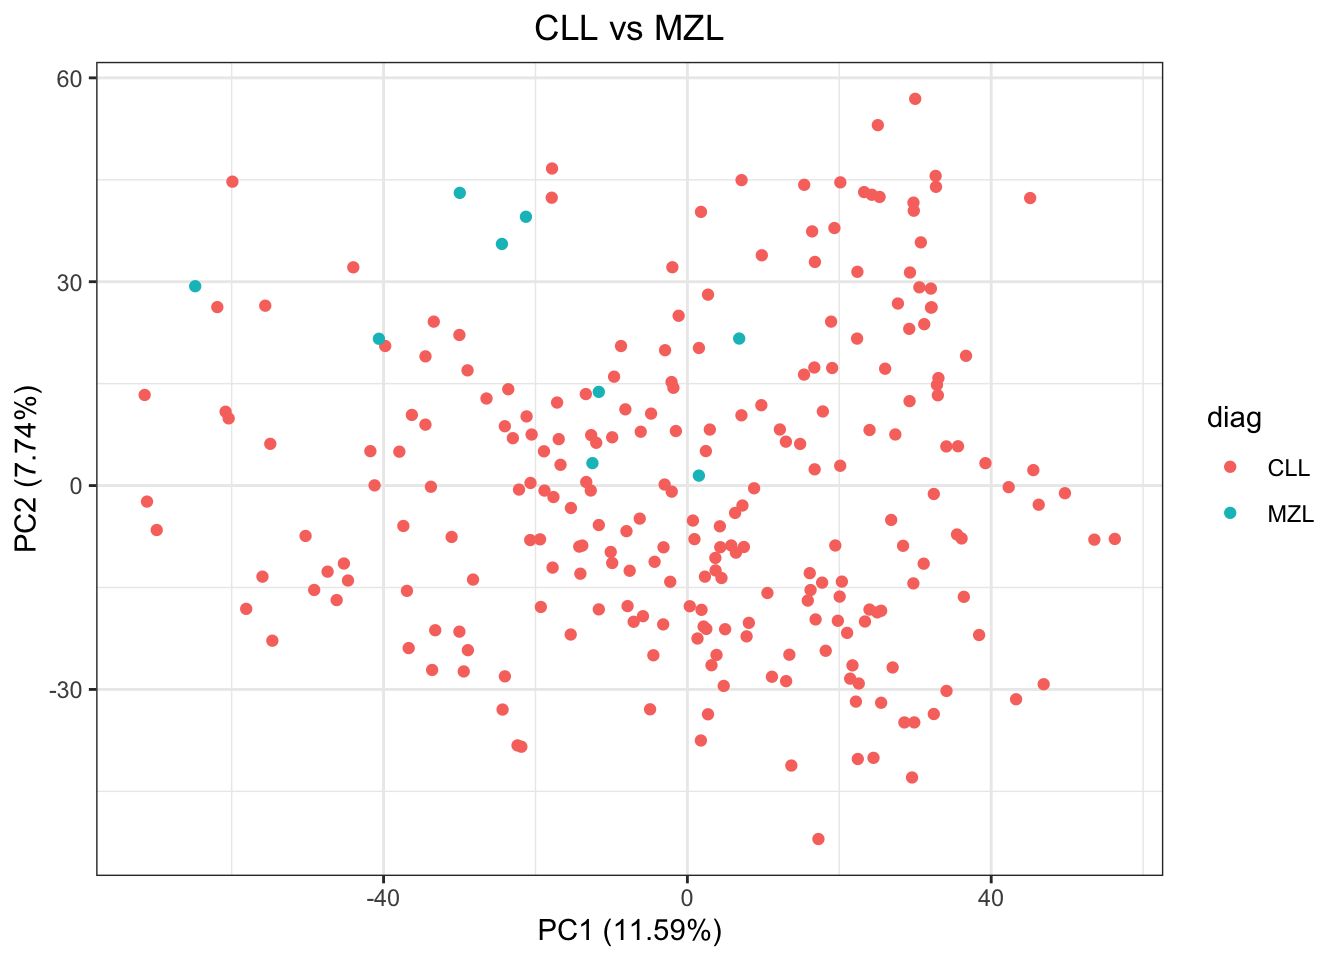 CLL vs MZL
60
30
0
-30
PC2 (7.74%)
-40
0
40
PC1 (11.59%)
diag
CLL
MZL